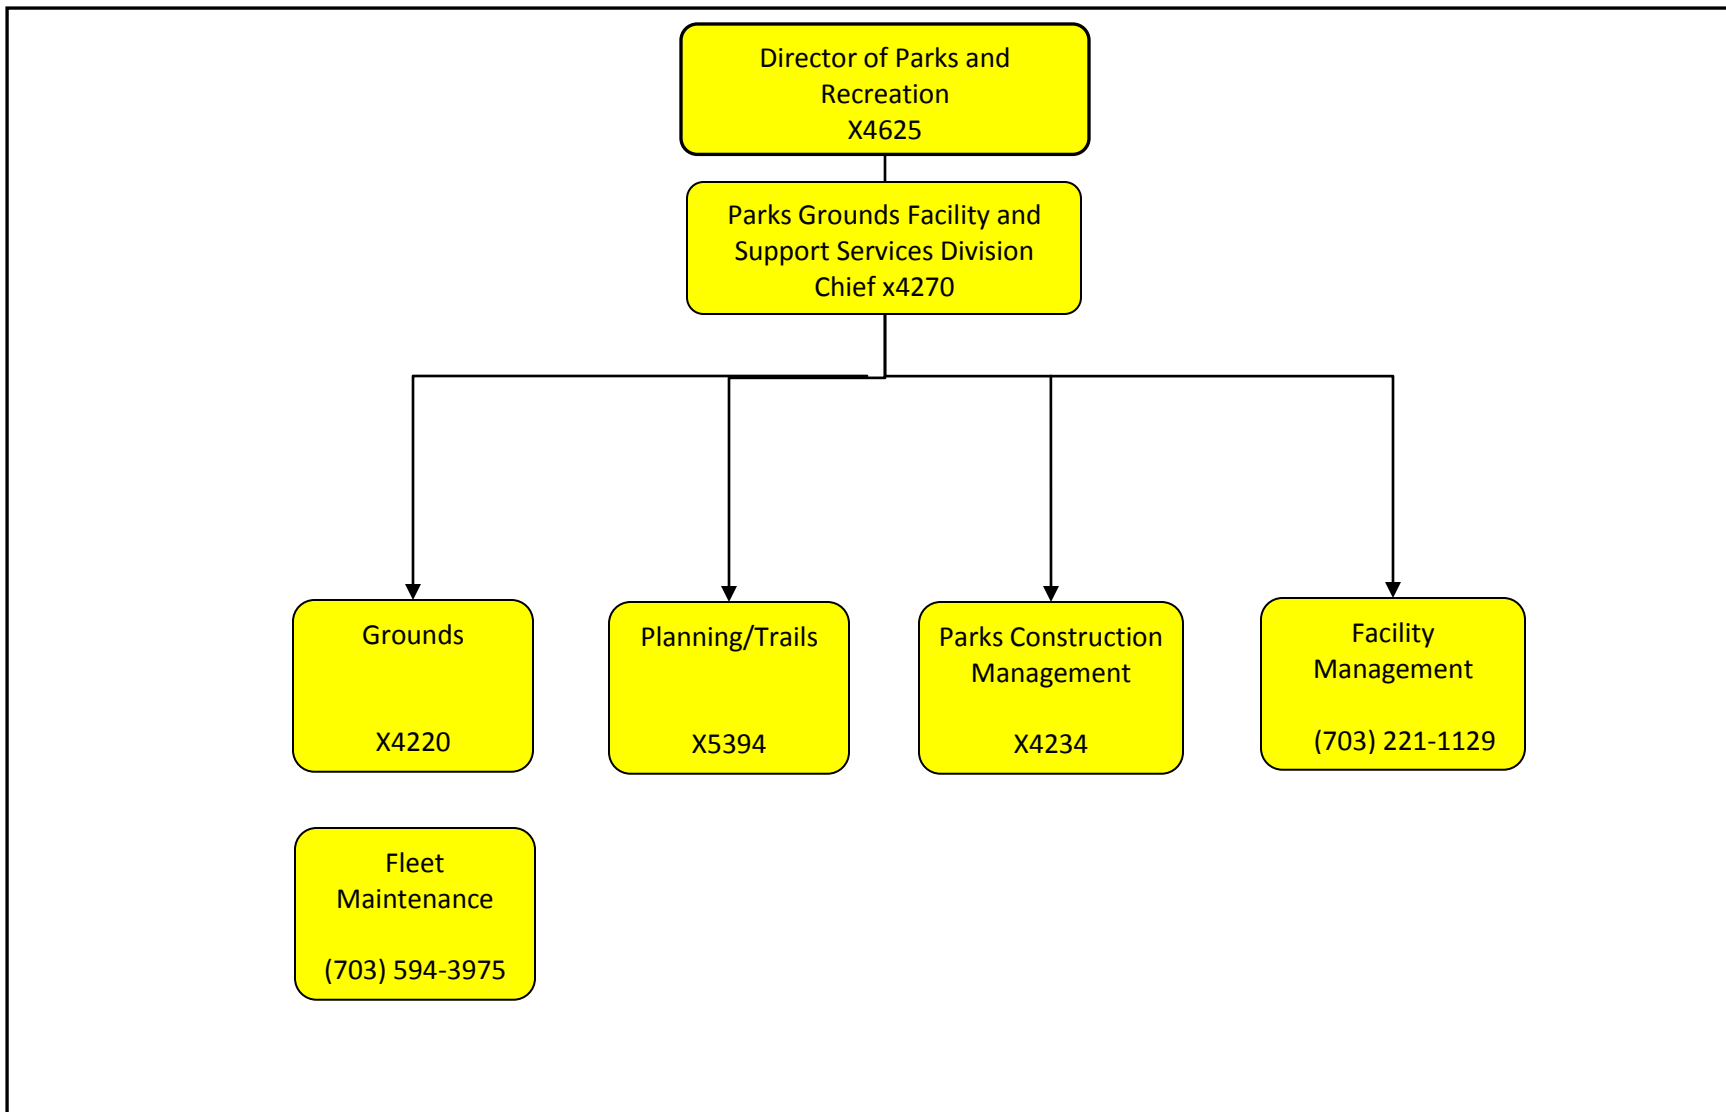 Director of Parks and
Recreation
X4625
Parks Grounds Facility and
Support Services Division
Chief x4270
Grounds
X4220
Planning/Trails
X5394
Parks Construction
Management
X4234
Facility
Management
(703) 221-1129
Fleet
Maintenance
(703) 594-3975